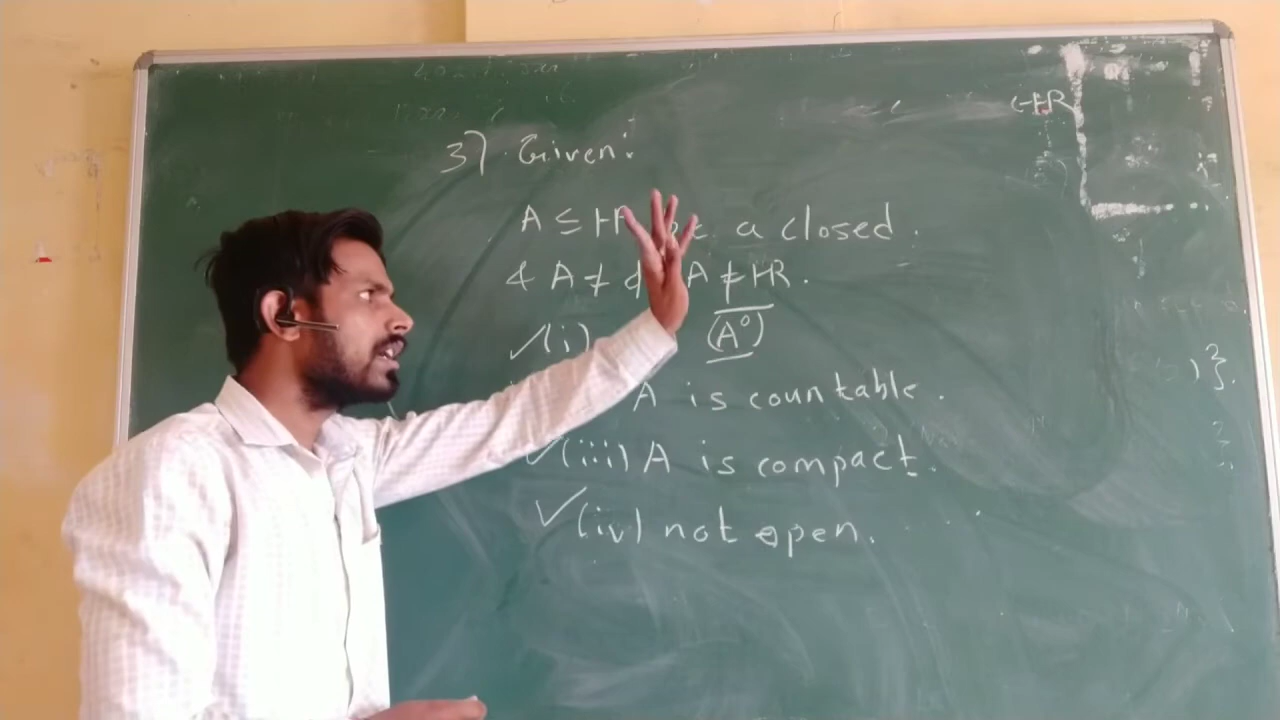 3) Given:
A ⊆ ℝ be a closed.
& A ≠ ϕ A ≠ ℝ.
✓(i) (A°)
A is countable.
✓(iii) A is compact.
✓(iv) not open.